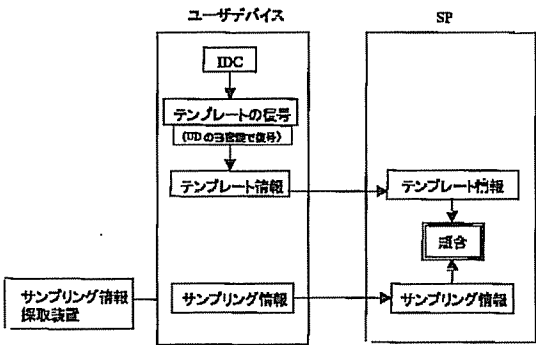 ユーザデバイス
SP
IDC
テンプレートの復号
(UDの秘密鍵で復号)
テンプレート情報
テンプレート情報
照合
サンプリング情報
採取装置
サンプリング情報
サンプリング情報